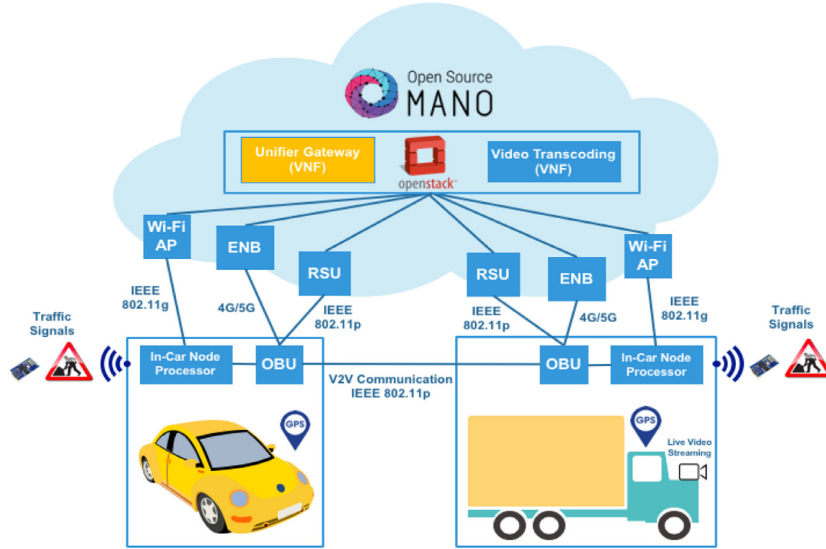 Open Source
MANO
Unifier Gateway
(VNF)
openstack
Video Transcoding
(VNF)
Wi-Fi
AP
ENB
RSU
RSU
ENB
Wi-Fi
AP
IEEE
802.11g
4G/5G
IEEE
802.11p
IEEE
802.11p
4G/5G
IEEE
802.11g
Traffic
Signals
Traffic
Signals
In-Car Node
Processor
OBU
V2V Communication
IEEE 802.11p
OBU
In-Car Node
Processor
GPS
GPS
Live Video
Streaming